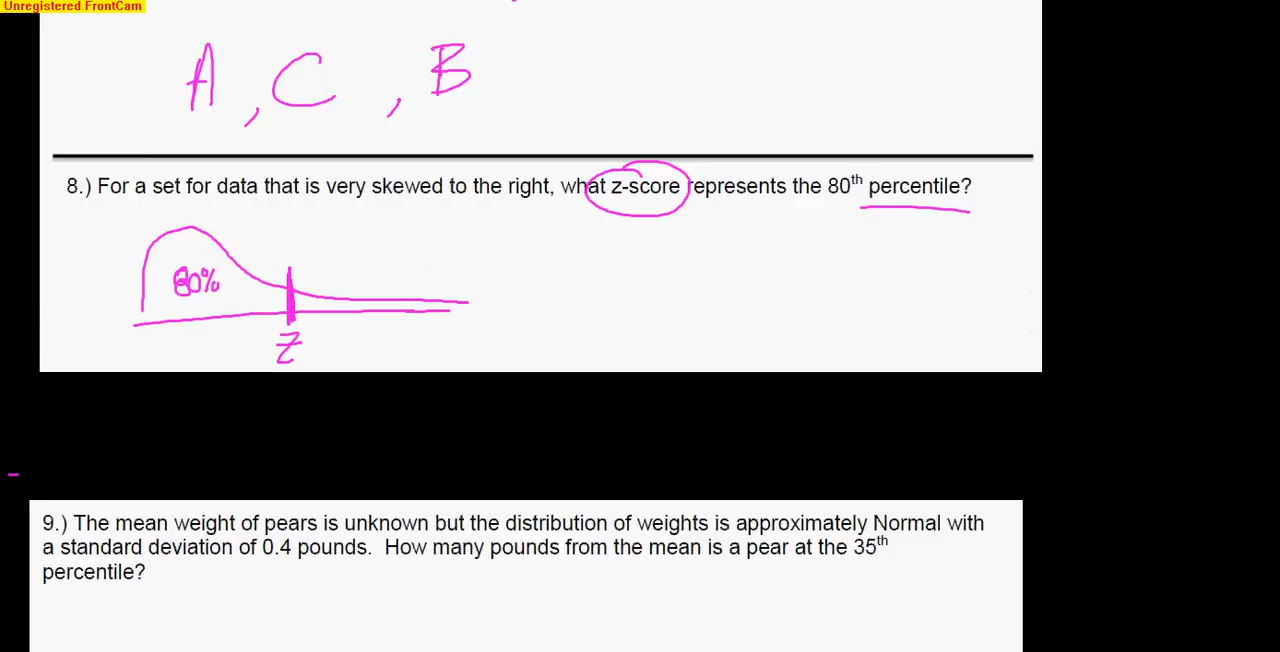 Unregistered FrontCam
A , C , B
8.) For a set for data that is very skewed to the right, what z-score represents the 80th percentile?
80%
z
9.) The mean weight of pears is unknown but the distribution of weights is approximately Normal with
a standard deviation of 0.4 pounds. How many pounds from the mean is a pear at the 35th
percentile?